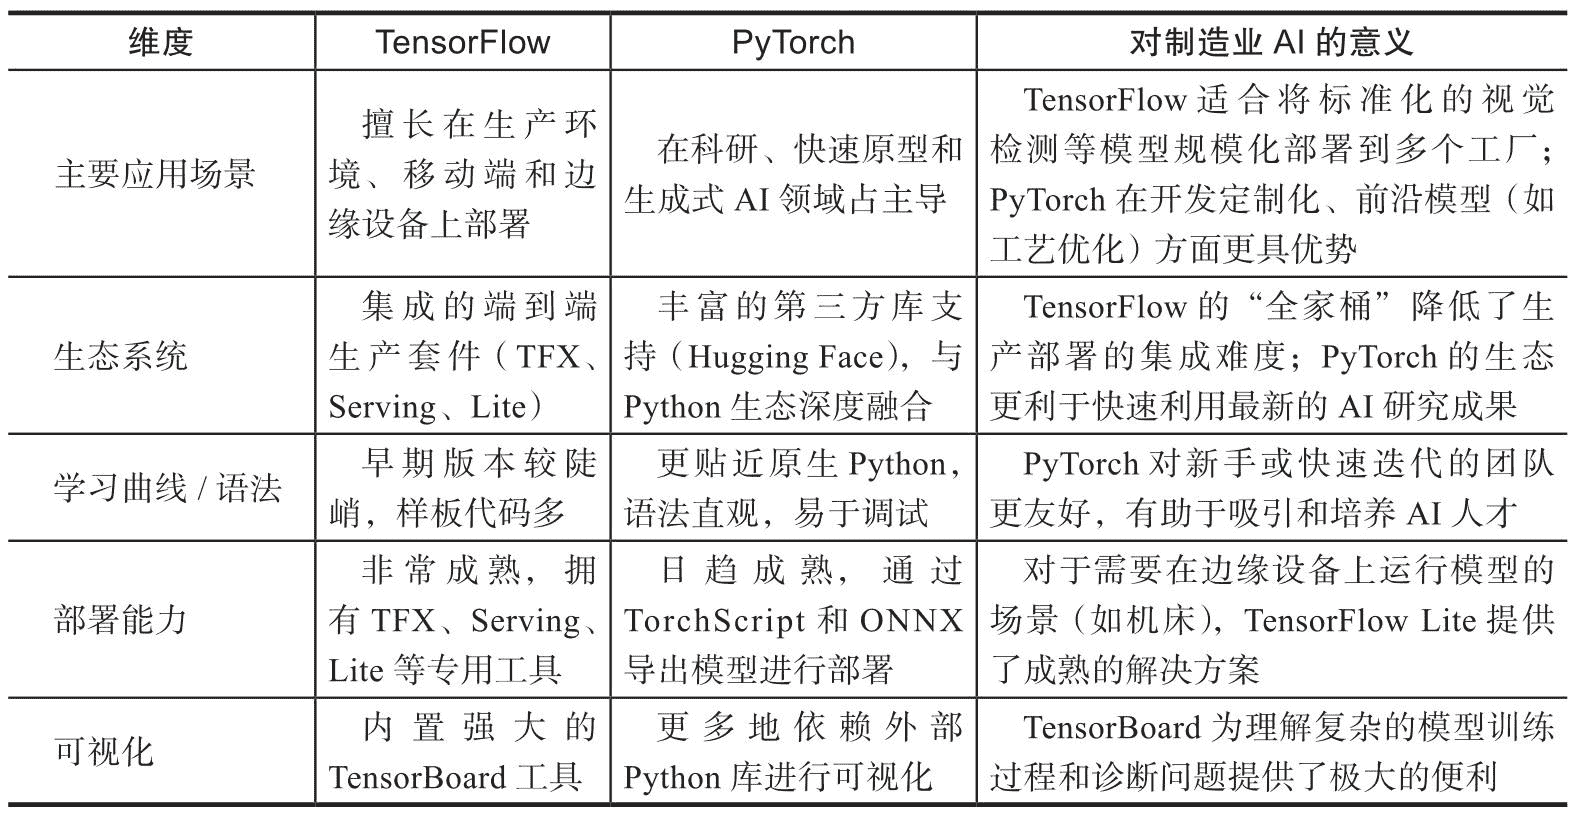 维度
TensorFlow
PyTorch
对制造业 AI 的意义
主要应用场景
擅长在生产环
境、移动端和边
缘设备上部署
在科研、快速原型和
生成式 AI 领域占主导
TensorFlow 适合将标准化的视觉
检测等模型规模化部署到多个工厂；
PyTorch 在开发定制化、前沿模型（如
工艺优化）方面更具优势
生态系统
集成的端到端
生产套件（TFX、
Serving、Lite）
丰富的第三方库支
持（Hugging Face），与
Python 生态深度融合
TensorFlow 的“全家桶”降低了生
产部署的集成难度；PyTorch 的生态
更利于快速利用最新的 AI 研究成果
学习曲线 / 语法
早期版本较陡
峭，样板代码多
更贴近原生 Python，
语法直观，易于调试
PyTorch 对新手或快速迭代的团队
更友好，有助于吸引和培养 AI 人才
部署能力
非常成熟，拥
有 TFX、Serving、
Lite 等专用工具
日趋成熟，通过
TorchScript 和 ONNX
导出模型进行部署
对于需要在边缘设备上运行模型的
场景（如机床），TensorFlow Lite 提供
了成熟的解决方案
可视化
内置强大的
TensorBoard 工具
更多地依赖外部
Python 库进行可视化
TensorBoard 为理解复杂的模型训练
过程和诊断问题提供了极大的便利